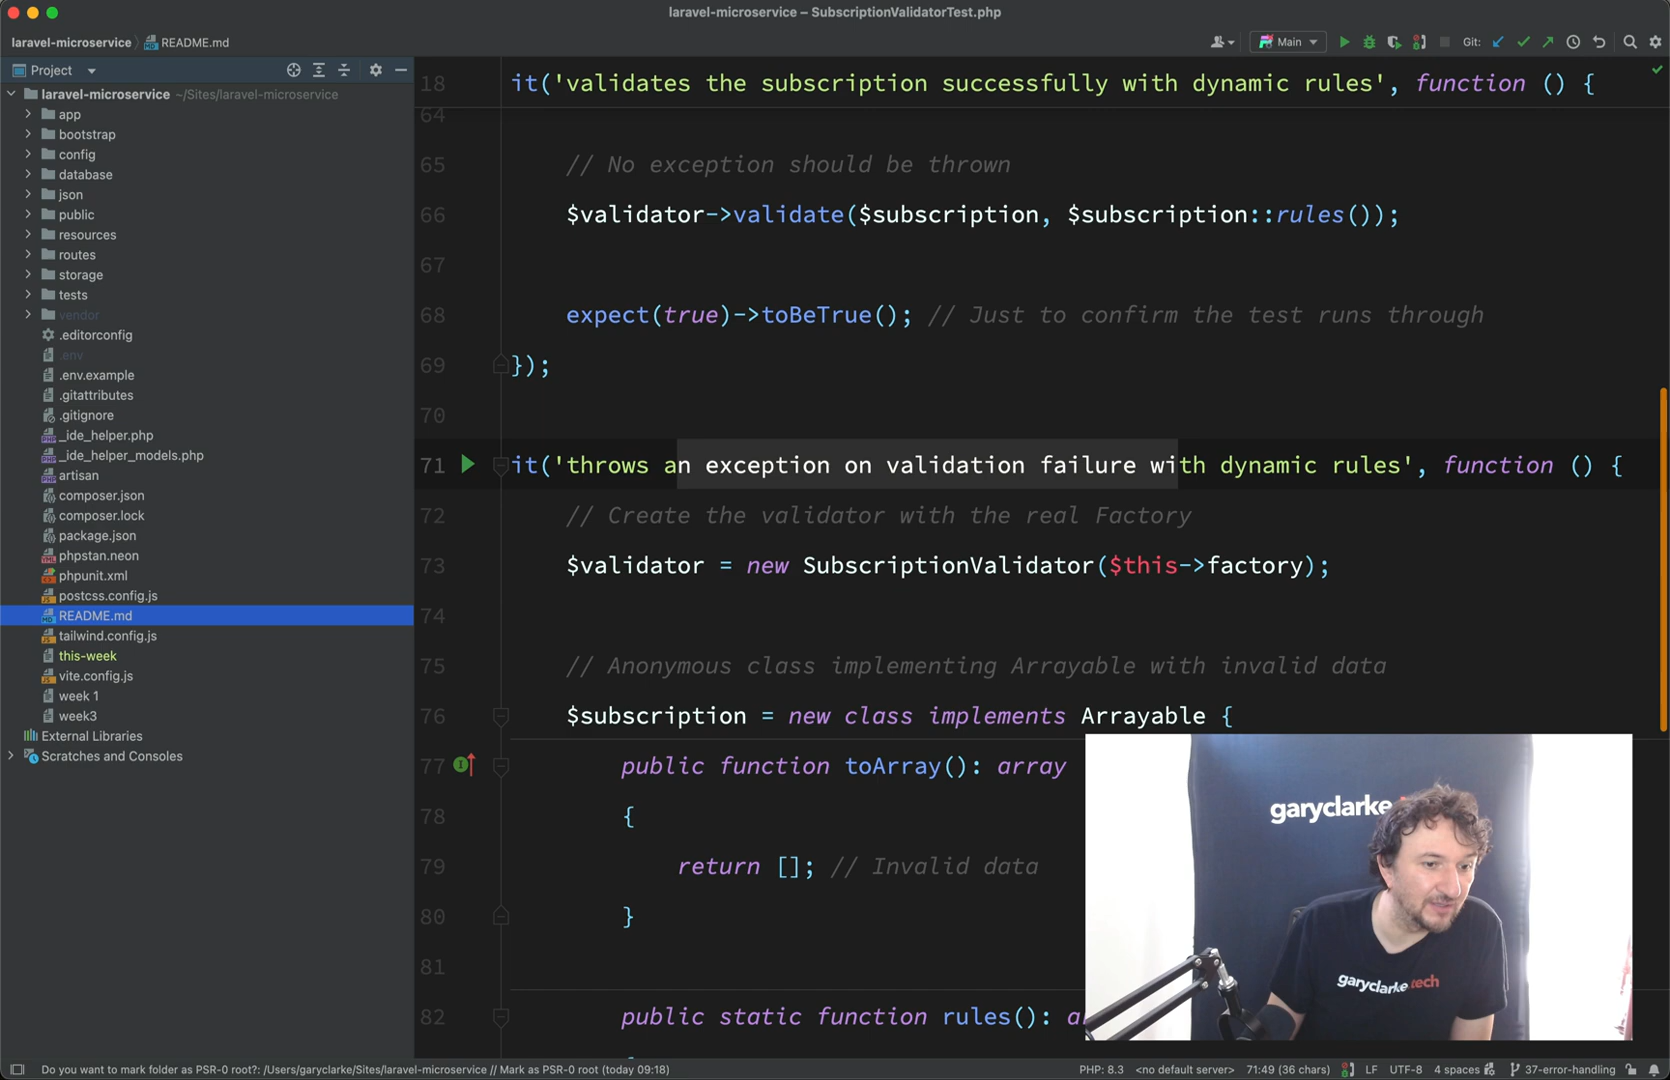 laravel-microservice – SubscriptionValidatorTest.php
laravel-microservice
README.md
Main
Git:
Project
laravel-microservice ~/Sites/laravel-microservice
app
bootstrap
config
database
json
public
resources
routes
storage
tests
vendor
.editorconfig
.env
.env.example
.gitattributes
.gitignore
_ide_helper.php
_ide_helper_models.php
artisan
composer.json
composer.lock
package.json
phpstan.neon
phpunit.xml
postcss.config.js
README.md
tailwind.config.js
this-week
vite.config.js
week 1
week3
External Libraries
Scratches and Consoles
18 it('validates the subscription successfully with dynamic rules', function () {
64
65 // No exception should be thrown
66 $validator->validate($subscription, $subscription::rules());
67
68 expect(true)->toBeTrue(); // Just to confirm the test runs through
69 });
70
71 it('throws an exception on validation failure with dynamic rules', function () {
72 // Create the validator with the real Factory
73 $validator = new SubscriptionValidator($this->factory);
74
75 // Anonymous class implementing Arrayable with invalid data
76 $subscription = new class implements Arrayable {
77 public function toArray(): array
78 {
79 return []; // Invalid data
80 }
81
82 public static function rules(): a
garyclarke.
garyclarke.tech
Do you want to mark folder as PSR-0 root?: /Users/garyclarke/Sites/laravel-microservice // Mark as PSR-0 root (today 09:18)
PHP: 8.3
<no default server>
71:49 (36 chars)
LF
UTF-8
4 spaces
37-error-handling